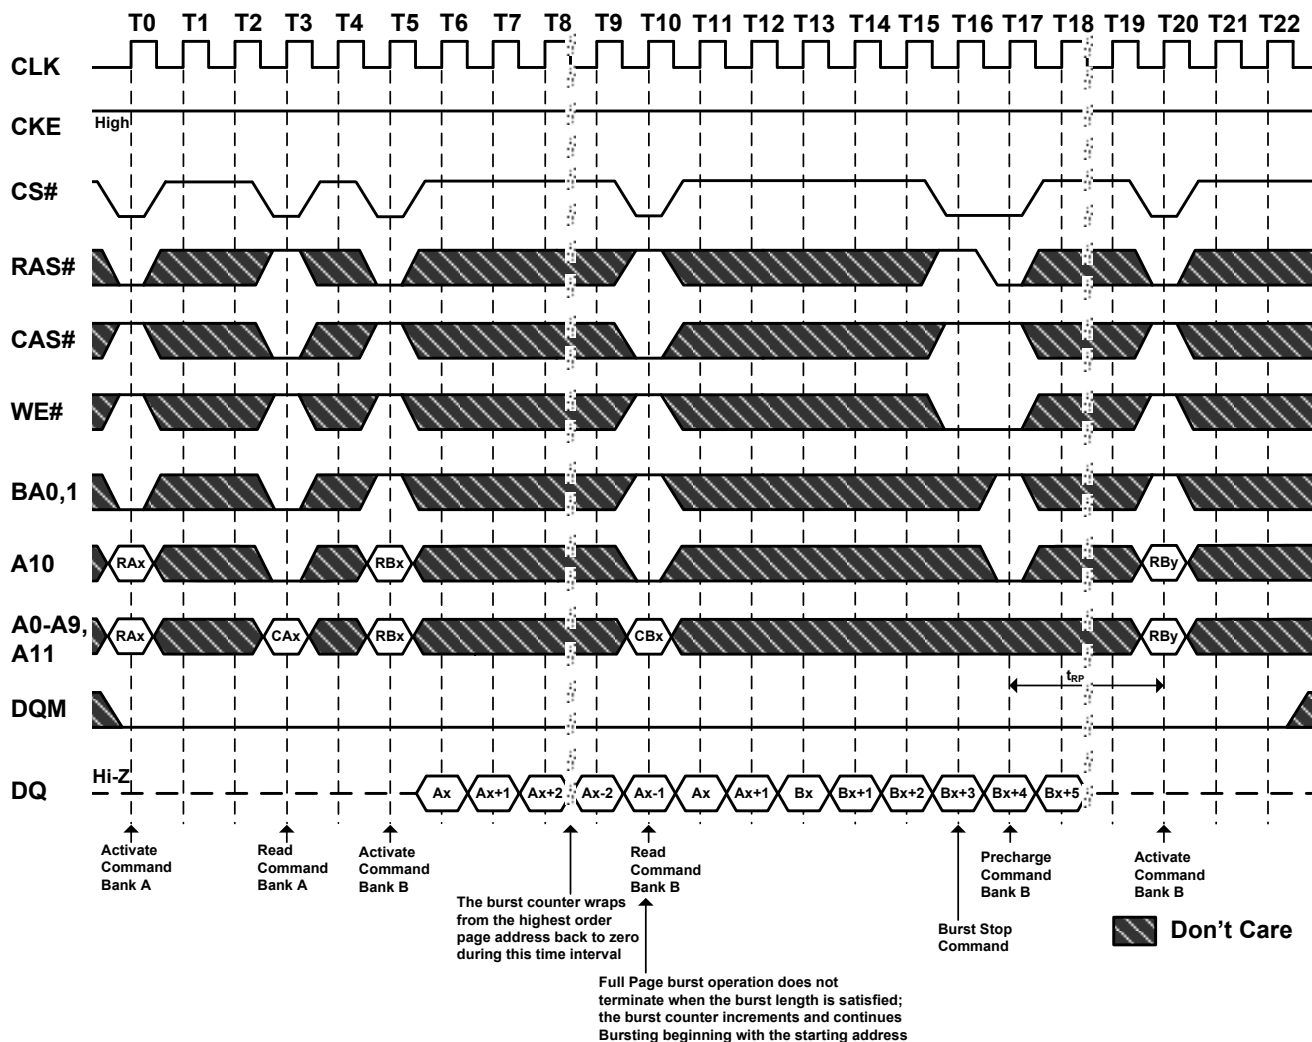 T0 T1 T2 T3 T4 T5 T6 T7 T8 T9 T10 T11 T12 T13 T14 T15 T16 T17 T18 T19 T20 T21 T22
CLK
CKE High
CS#
RAS#
CAS#
WE#
BA0,1
A10 RAx RBx RBy
A0-A9, A11 RAx CAx RBx CBx RBy
tRP
DQM
Hi-Z
DQ Ax Ax+1 Ax+2 Ax-2 Ax-1 Ax Ax+1 Bx Bx+1 Bx+2 Bx+3 Bx+4 Bx+5
Activate
Command
Bank A
Read
Command
Bank A
Activate
Command
Bank B
The burst counter wraps
from the highest order
page address back to zero
during this time interval
Read
Command
Bank B
Full Page burst operation does not
terminate when the burst length is satisfied;
the burst counter increments and continues
Bursting beginning with the starting address
Burst Stop
Command
Precharge
Command
Bank B
Activate
Command
Bank B
Don't Care